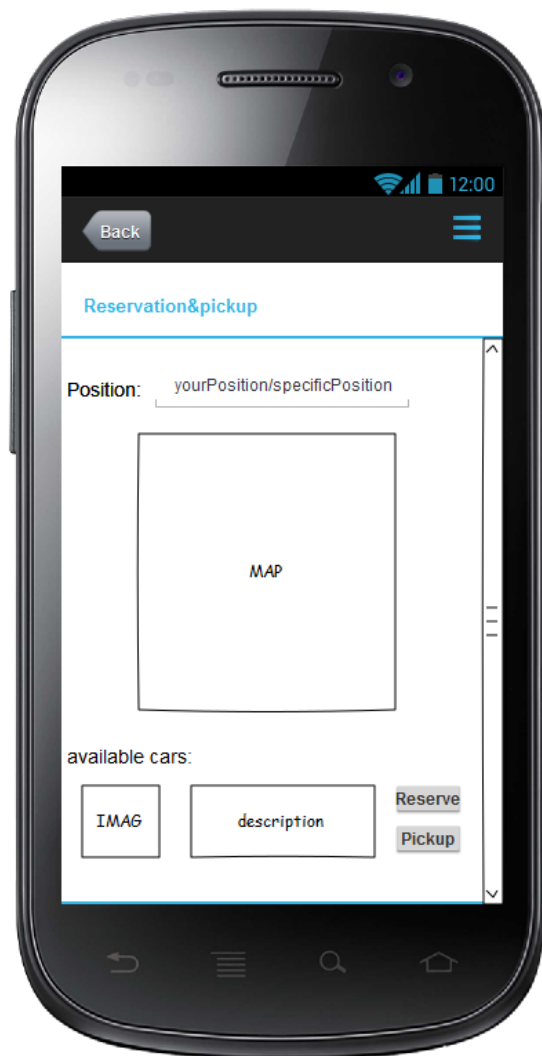 12:00
Back
Reservation&pickup
Position: yourPosition/specificPosition
MAP
available cars:
IMAG
description
Reserve
Pickup